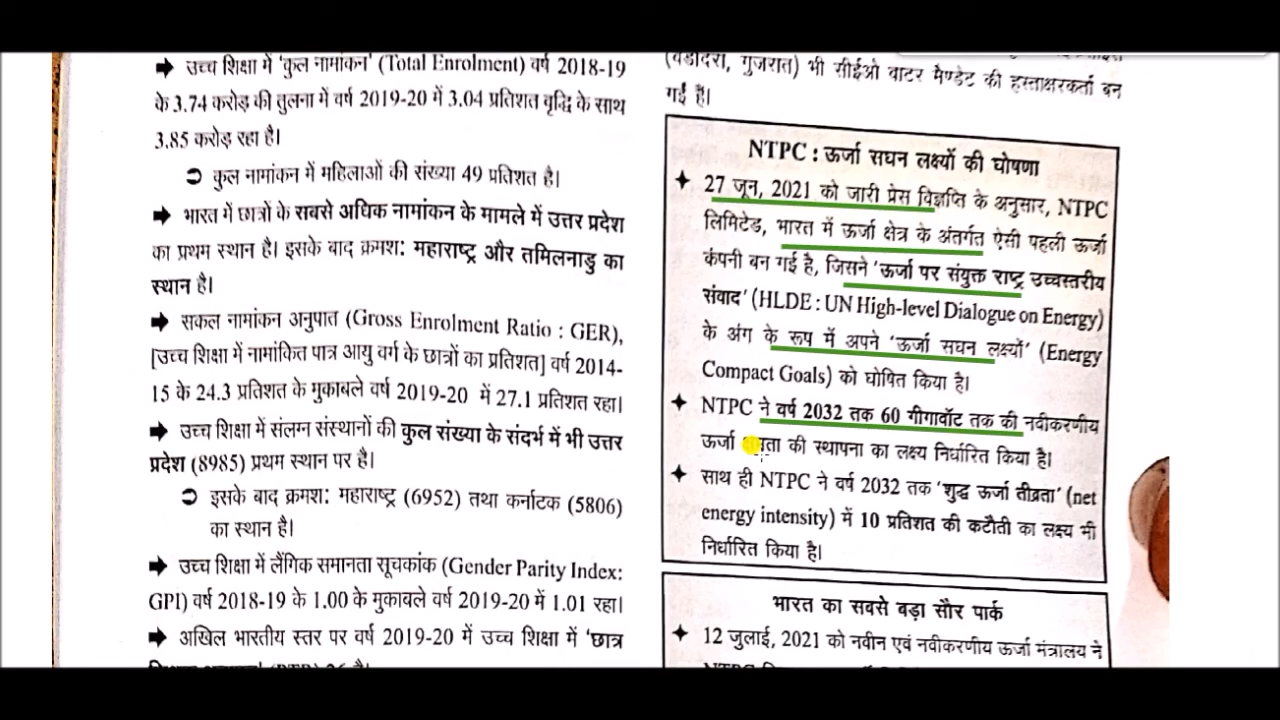 उच्च शिक्षा में 'कुल नामांकन' (Total Enrolment) वर्ष 2018-19
के 3.74 करोड़ की तुलना में वर्ष 2019-20 में 3.04 प्रतिशत वृद्धि के साथ
3.85 करोड़ रहा है।
कुल नामांकन में महिलाओं की संख्या 49 प्रतिशत है।
भारत में छात्रों के सबसे अधिक नामांकन के मामले में उत्तर प्रदेश
का प्रथम स्थान है। इसके बाद क्रमश: महाराष्ट्र और तमिलनाडु का
स्थान है।
सकल नामांकन अनुपात (Gross Enrolment Ratio : GER),
[उच्च शिक्षा में नामांकित पात्र आयु वर्ग के छात्रों का प्रतिशत] वर्ष 2014-
15 के 24.3 प्रतिशत के मुकाबले वर्ष 2019-20 में 27.1 प्रतिशत रहा।
उच्च शिक्षा में संलग्न संस्थानों की कुल संख्या के संदर्भ में भी उत्तर
प्रदेश (8985) प्रथम स्थान पर है।
इसके बाद क्रमश: महाराष्ट्र (6952) तथा कर्नाटक (5806)
का स्थान है।
उच्च शिक्षा में लैंगिक समानता सूचकांक (Gender Parity Index:
GPI) वर्ष 2018-19 के 1.00 के मुकाबले वर्ष 2019-20 में 1.01 रहा।
अखिल भारतीय स्तर पर वर्ष 2019-20 में उच्च शिक्षा में 'छात्र
(वडोदरा, गुजरात) भी सीईओ वाटर मैण्डेट की हस्ताक्षरकर्ता बन
गई है।
NTPC : ऊर्जा सघन लक्ष्यों की घोषणा
27 जून, 2021 को जारी प्रेस विज्ञप्ति के अनुसार, NTPC
लिमिटेड, भारत में ऊर्जा क्षेत्र के अंतर्गत ऐसी पहली ऊर्जा
कंपनी बन गई है, जिसने 'ऊर्जा पर संयुक्त राष्ट्र उच्चस्तरीय
संवाद' (HLDE : UN High-level Dialogue on Energy)
के अंग के रूप में अपने 'ऊर्जा सघन लक्ष्यों' (Energy
Compact Goals) को घोषित किया है।
NTPC ने वर्ष 2032 तक 60 गीगावॉट तक की नवीकरणीय
ऊर्जा क्षमता की स्थापना का लक्ष्य निर्धारित किया है।
साथ ही NTPC ने वर्ष 2032 तक 'शुद्ध ऊर्जा तीव्रता' (net
energy intensity) में 10 प्रतिशत की कटौती का लक्ष्य भी
निर्धारित किया है।
भारत का सबसे बड़ा सौर पार्क
12 जुलाई, 2021 को नवीन एवं नवीकरणीय ऊर्जा मंत्रालय ने